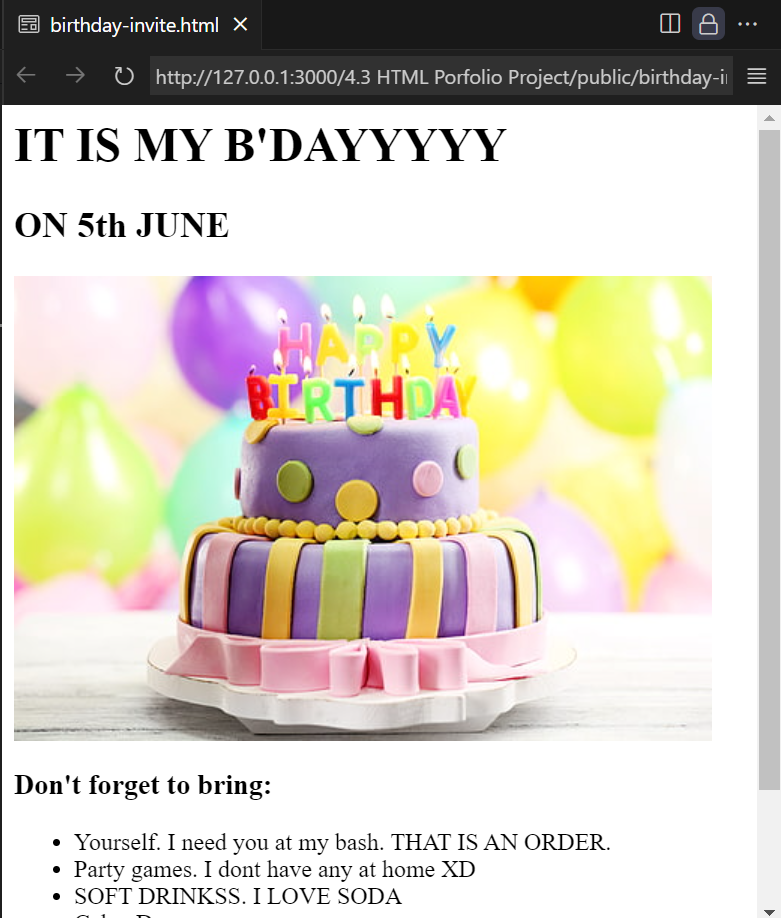 birthday-invite.html
http://127.0.0.1:3000/4.3 HTML Porfolio Project/public/birthday-i
IT IS MY B'DAYYYYY
ON 5th JUNE
HAPPY
BIRTHDAY
Don't forget to bring:
Yourself. I need you at my bash. THAT IS AN ORDER.
Party games. I dont have any at home XD
SOFT DRINKSS. I LOVE SODA